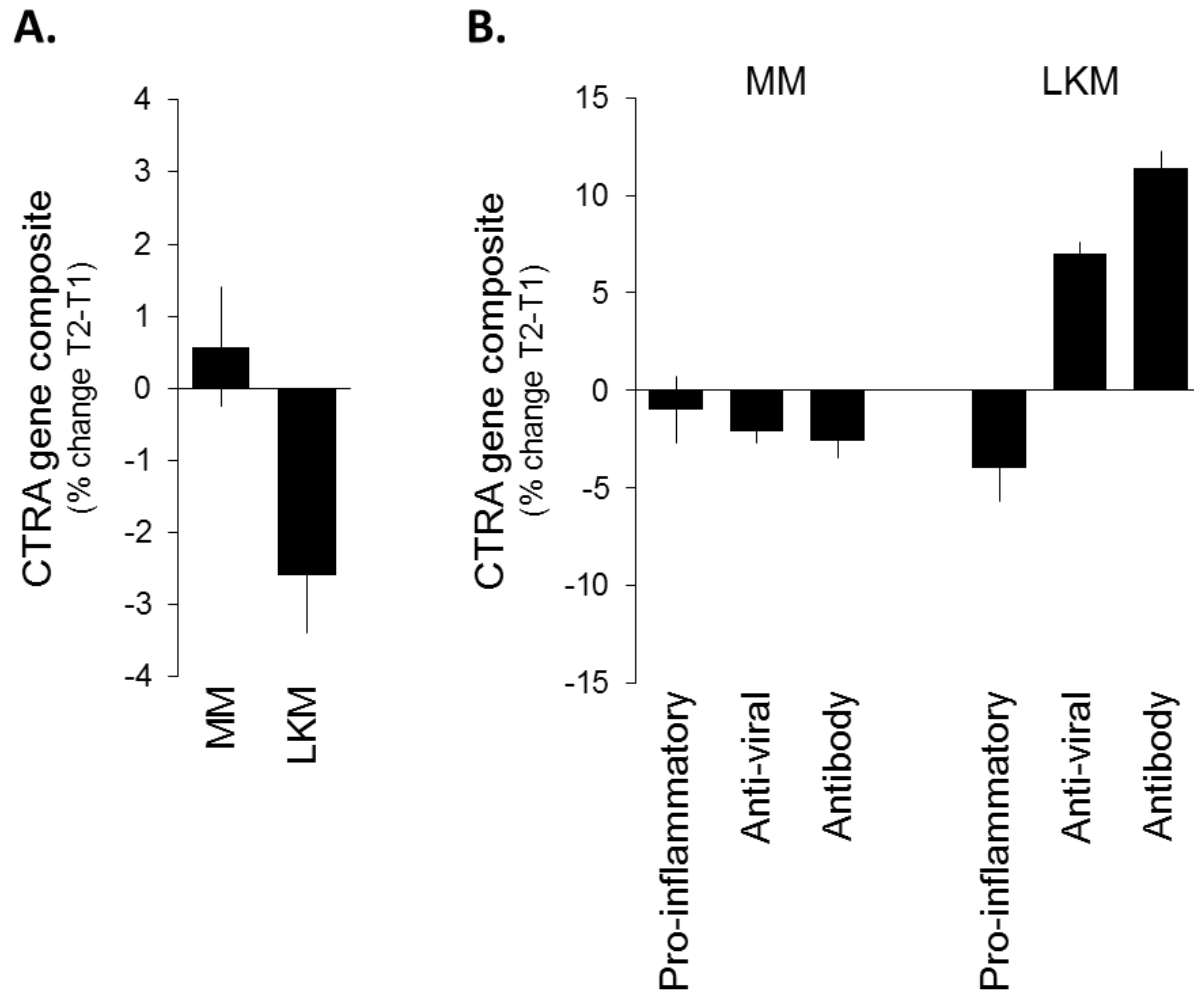 A.
CTRA gene composite
(% change T2-T1)
4
3
2
1
0
-1
-2
-3
-4
MM
LKM
B.
MM
LKM
CTRA gene composite
(% change T2-T1)
15
10
5
0
-5
-10
-15
Pro-inflammatory
Anti-viral
Antibody
Pro-inflammatory
Anti-viral
Antibody